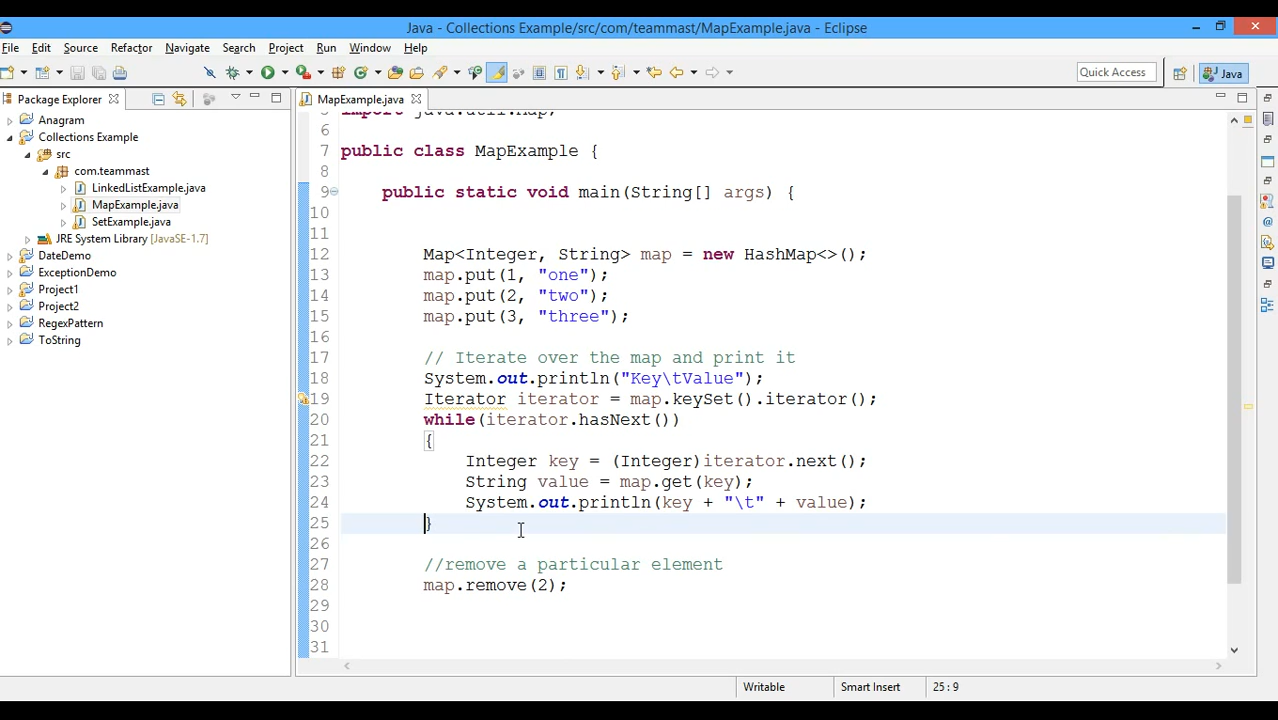 Java - Collections Example/src/com/teammast/MapExample.java - Eclipse
File Edit Source Refactor Navigate Search Project Run Window Help
Quick Access Java
Package Explorer
MapExample.java
Anagram
Collections Example
src
com.teammast
LinkedListExample.java
MapExample.java
SetExample.java
JRE System Library [JavaSE-1.7]
DateDemo
ExceptionDemo
Project1
Project2
RegexPattern
ToString
5 import java.util.Map;
6
7 public class MapExample {
8
9 public static void main(String[] args) {
10
11
12 Map<Integer, String> map = new HashMap<>();
13 map.put(1, "one");
14 map.put(2, "two");
15 map.put(3, "three");
16
17 // Iterate over the map and print it
18 System.out.println("Key\tValue");
19 Iterator iterator = map.keySet().iterator();
20 while(iterator.hasNext())
21 {
22 Integer key = (Integer)iterator.next();
23 String value = map.get(key);
24 System.out.println(key + "\t" + value);
25 }
26
27 //remove a particular element
28 map.remove(2);
29
30
31
Writable Smart Insert 25 : 9